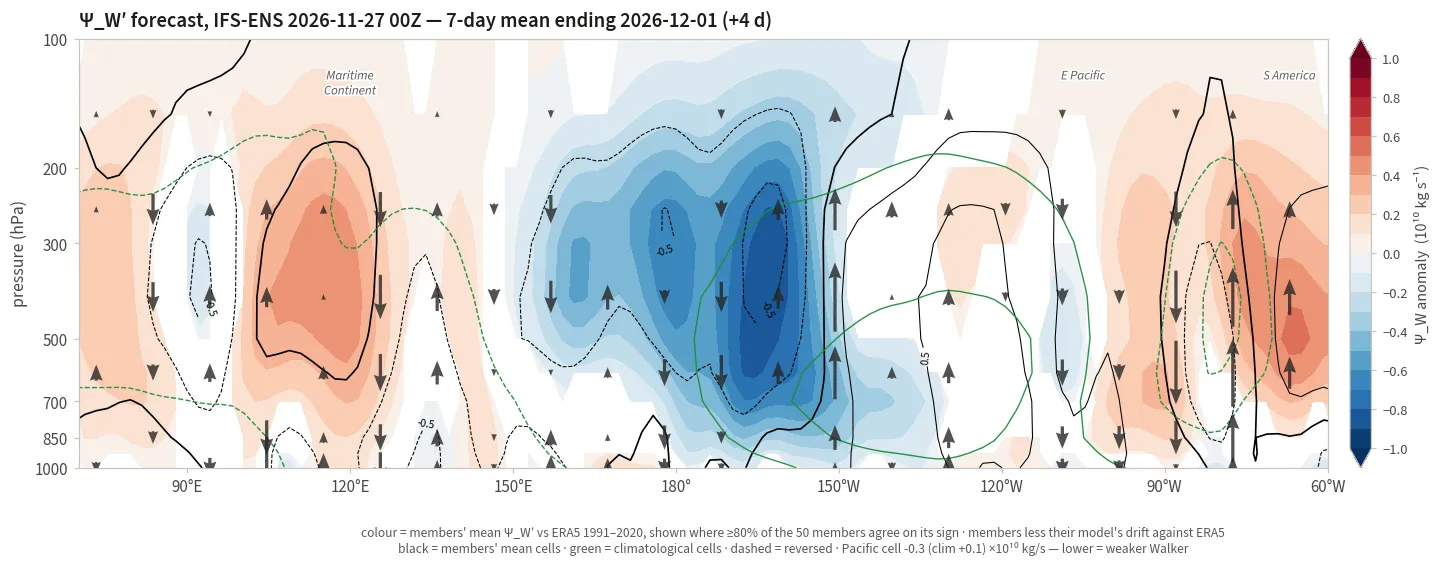 Ψ_W′ forecast, IFS-ENS 2026-11-27 00Z — 7-day mean ending 2026-12-01 (+4 d)
100
200
300
400
500
700
850
1000
pressure (hPa)
Maritime
Continent
E Pacific
S America
-0.5
-0.5
-0.5
-0.5
0.5
90°E
120°E
150°E
180°
150°W
120°W
90°W
60°W
1.0
0.8
0.6
0.4
0.2
0.0
−0.2
−0.4
−0.6
−0.8
−1.0
Ψ_W anomaly (10¹⁰ kg s⁻¹)
colour = members' mean Ψ_W′ vs ERA5 1991–2020, shown where ≥80% of the 50 members agree on its sign · members less their model's drift against ERA5
black = members' mean cells · green = climatological cells · dashed = reversed · Pacific cell -0.3 (clim +0.1) ×10¹⁰ kg/s — lower = weaker Walker